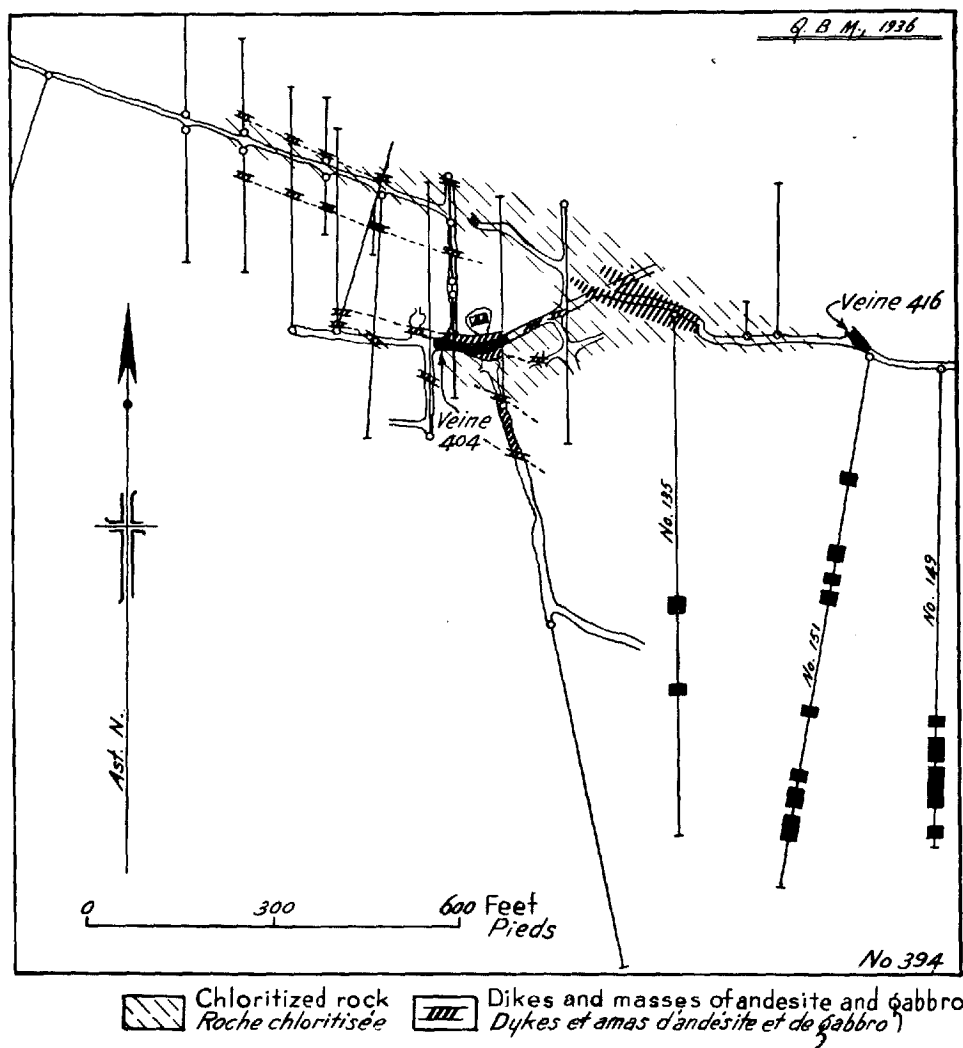 Q. B M., 1936
Veine 416
Veine
404
No. 135
No. 149
No. 151
Ast. N.
0 300 600 Feet
Pieds
No 394
Chloritized rock
Roche chloritisée
Dikes and masses of andesite and gabbro
Dykes et amas d'andésite et de gabbro